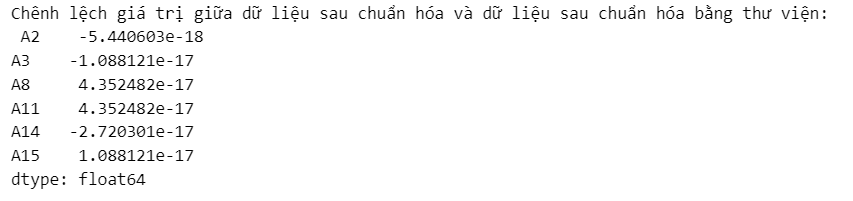 Chênh lệch giá trị giữa dữ liệu sau chuẩn hóa và dữ liệu sau chuẩn hóa bằng thư viện:
A2 -5.440603e-18
A3 -1.088121e-17
A8 4.352482e-17
A11 4.352482e-17
A14 -2.720301e-17
A15 1.088121e-17
dtype: float64